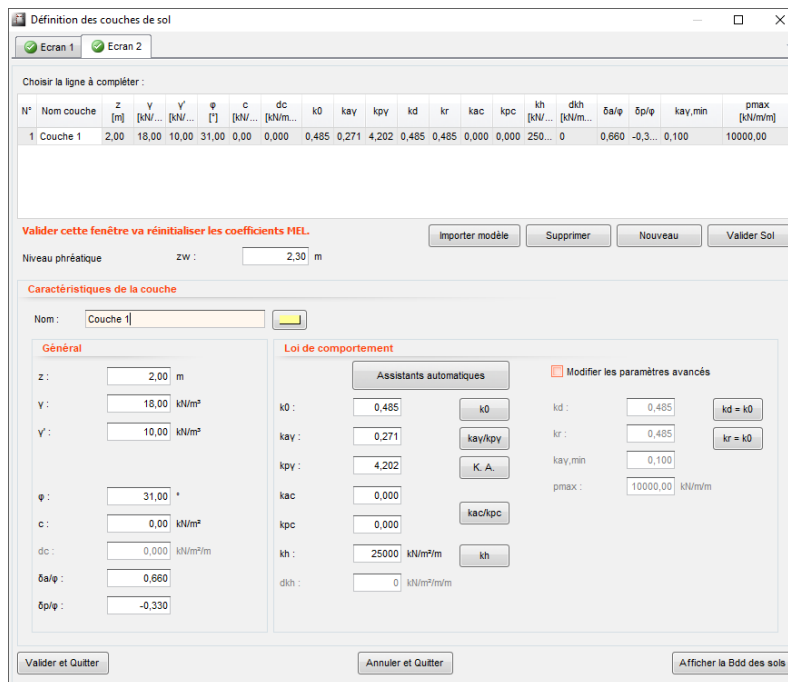 Définition des couches de sol
Ecran 1 Ecran 2
Choisir la ligne à compléter :
N° Nom couche z [m] γ [kN/... γ' [kN/... φ [°] c [kN/... dc [kN/m... k0 kaγ kpγ kd kr kac kpc kh [kN/... dkh [kN/m... δa/φ δp/φ kaγ,min pmax [kN/m/m]
1 Couche 1 2,00 18,00 10,00 31,00 0,00 0,000 0,485 0,271 4,202 0,485 0,485 0,000 0,000 250... 0 0,660 -0,3... 0,100 10000,00
Valider cette fenêtre va réinitialiser les coefficients MEL.
Importer modèle Supprimer Nouveau Valider Sol
Niveau phréatique zw : 2,30 m
Caractéristiques de la couche
Nom : Couche 1
Général
z : 2,00 m
γ : 18,00 kN/m³
γ' : 10,00 kN/m³
φ : 31,00 °
c : 0,00 kN/m²
dc : 0,000 kN/m²/m
δa/φ : 0,660
δp/φ : -0,330
Loi de comportement
Assistants automatiques
k0 : 0,485 k0
kaγ : 0,271 kaγ/kpγ
kpγ : 4,202 K. A.
kac 0,000
kac/kpc
kpc 0,000
kh : 25000 kN/m²/m kh
dkh : 0 kN/m²/m/m
Modifier les paramètres avancés
kd : 0,485 kd = k0
kr : 0,485 kr = k0
kaγ,min 0,100
pmax : 10000,00 kN/m/m
Valider et Quitter Annuler et Quitter Afficher la Bdd des sols